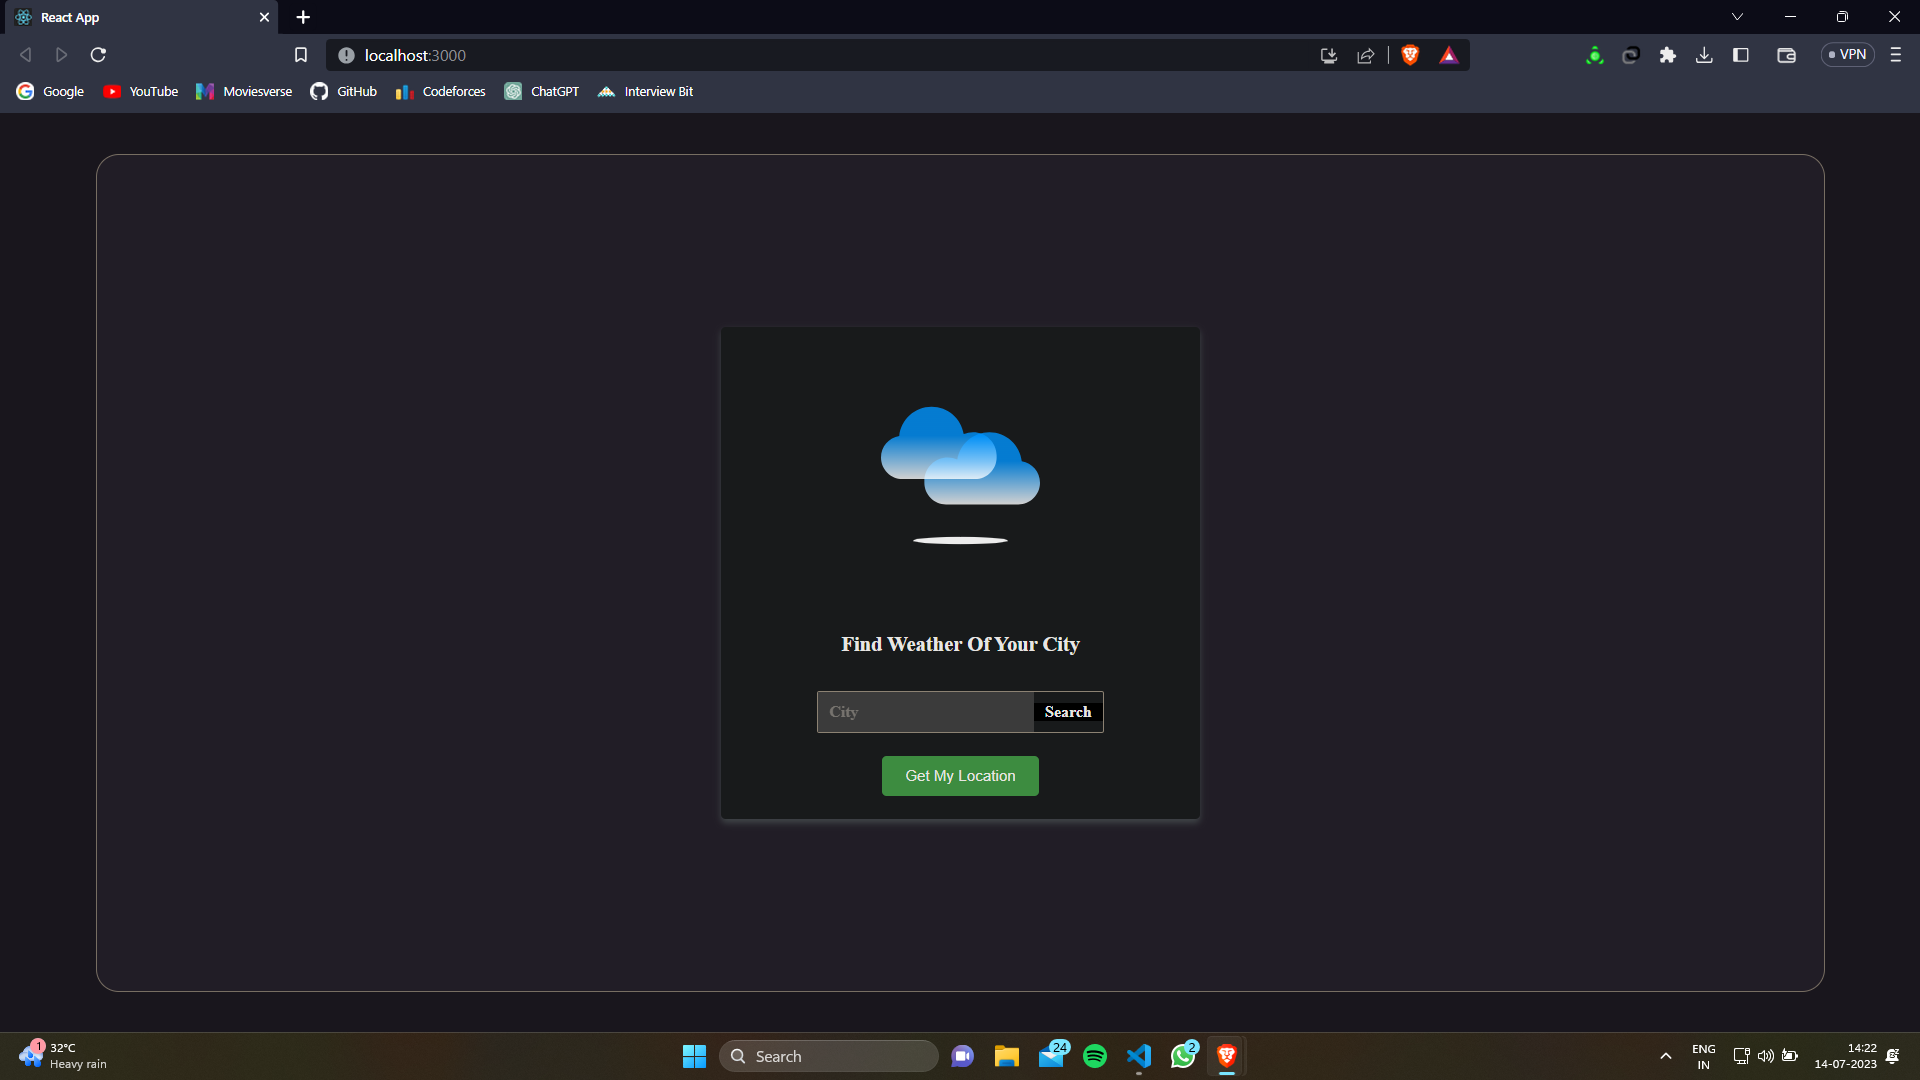 React App
localhost:3000
VPN
Google YouTube Moviesverse GitHub Codeforces ChatGPT Interview Bit
Find Weather Of Your City
City Search
Get My Location
1
32°C
Heavy rain
Search
24
2
ENG
IN
14:22
14-07-2023